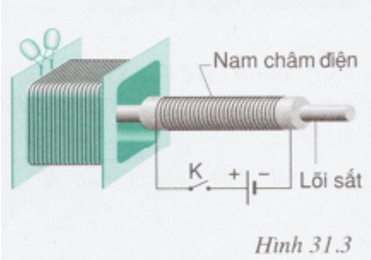 Nam châm điện
K + −
Lõi sắt
Hình 31.3